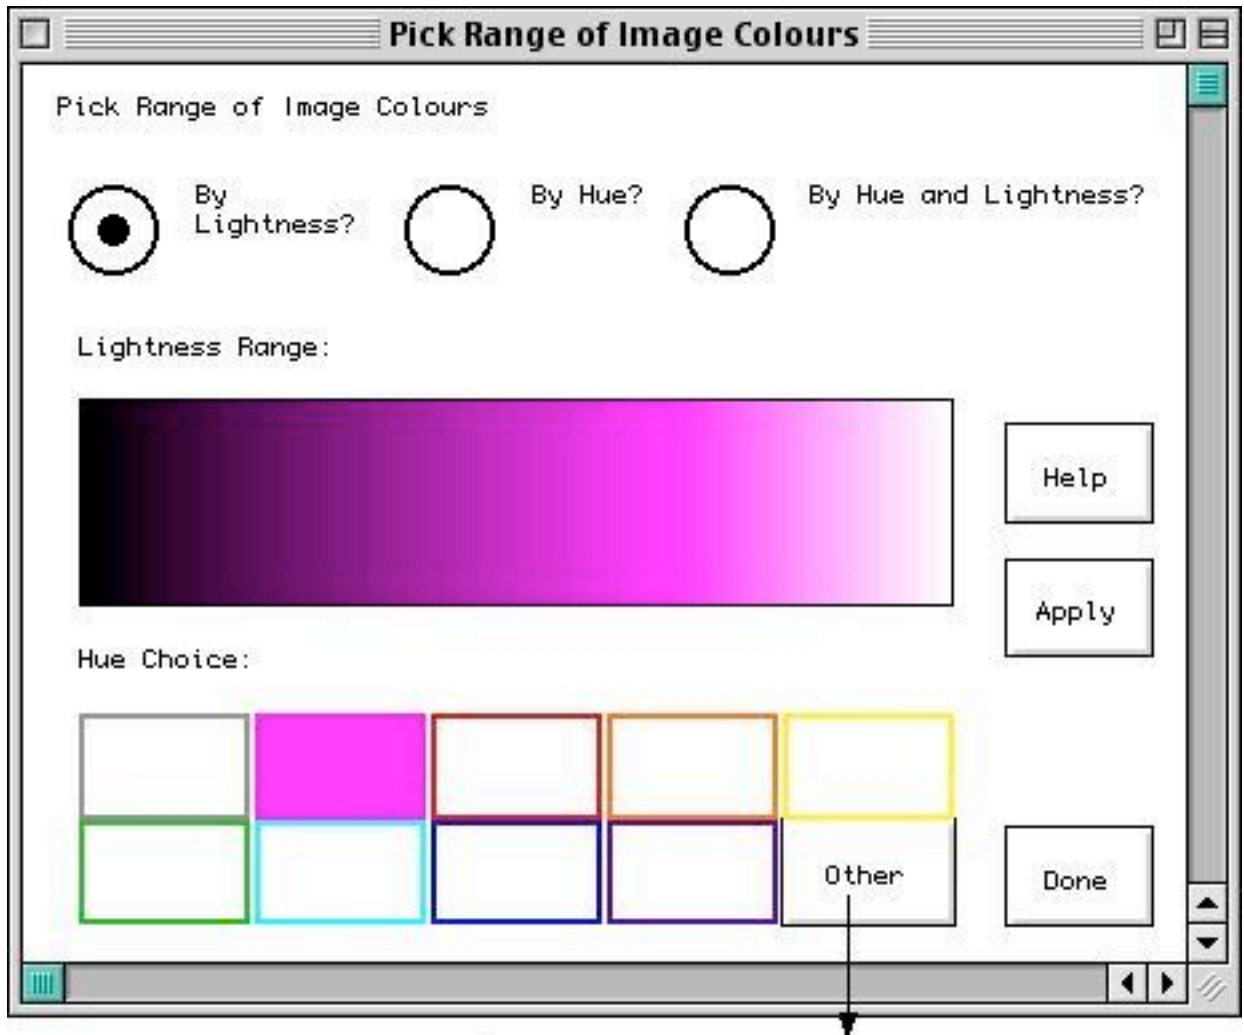 Pick Range of Image Colours
Pick Range of Image Colours
By
Lightness?
By Hue?
By Hue and Lightness?
Lightness Range:
Help
Apply
Hue Choice:
Other
Done